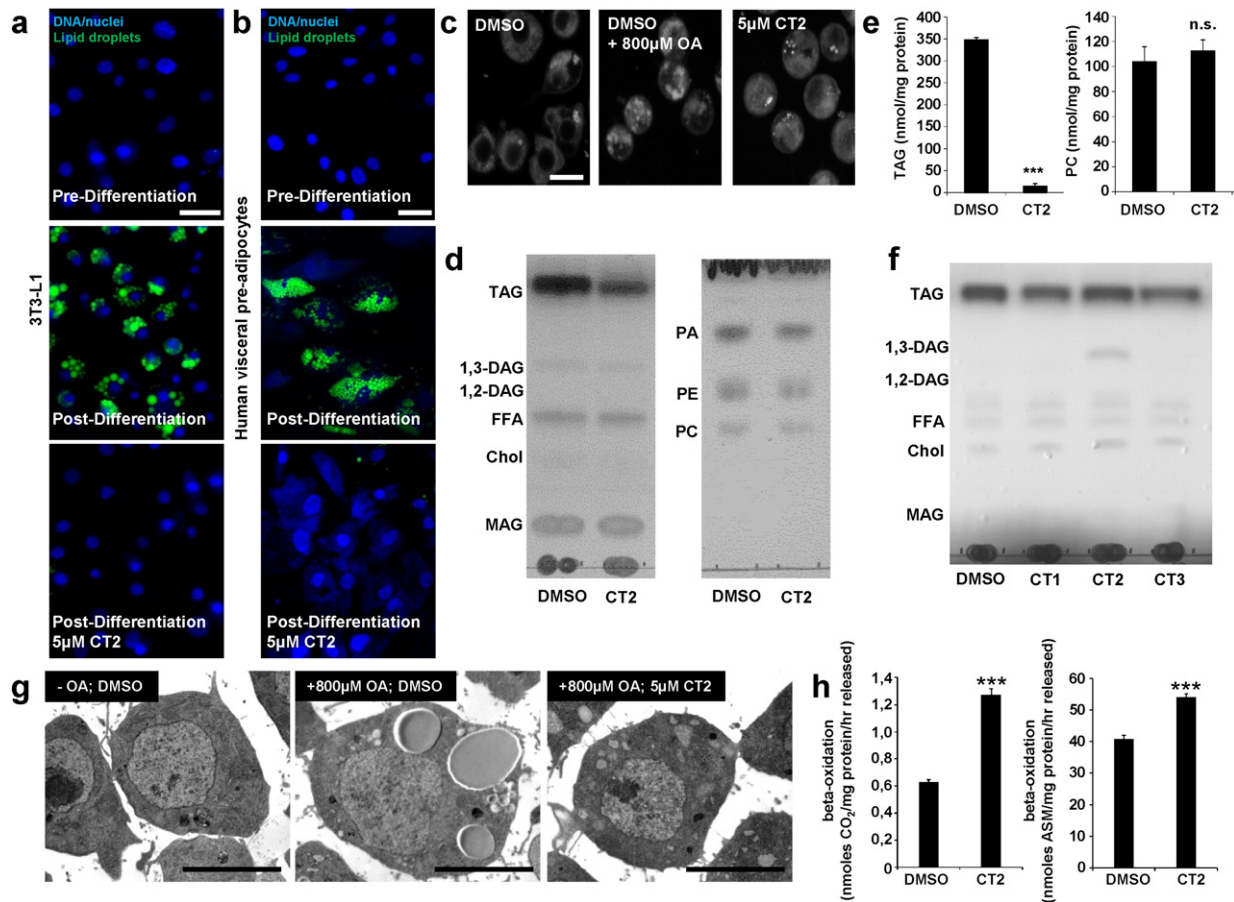 a
DNA/nuclei
Lipid droplets
Pre-Differentiation
3T3-L1
Post-Differentiation
Post-Differentiation
5µM CT2
b
DNA/nuclei
Lipid droplets
Pre-Differentiation
Human visceral pre-adipocytes
Post-Differentiation
Post-Differentiation
5µM CT2
c
DMSO
DMSO
+ 800µM OA
5µM CT2
d
TAG
1,3-DAG
1,2-DAG
FFA
Chol
MAG
DMSO CT2
PA
PE
PC
DMSO CT2
e
TAG (nmol/mg protein)
400
350
300
250
200
150
100
50
0
***
DMSO CT2
PC (nmol/mg protein)
140
120
100
80
60
40
20
0
n.s.
DMSO CT2
f
TAG
1,3-DAG
1,2-DAG
FFA
Chol
MAG
DMSO CT1 CT2 CT3
g
- OA; DMSO
+800µM OA; DMSO
+800µM OA; 5µM CT2
h
beta-oxidation
(nmoles CO₂/mg protein/hr released)
1,4
1,2
1
0,8
0,6
0,4
0,2
0
***
DMSO CT2
beta-oxidation
(nmoles ASM/mg protein/hr released)
60
50
40
30
20
10
0
***
DMSO CT2